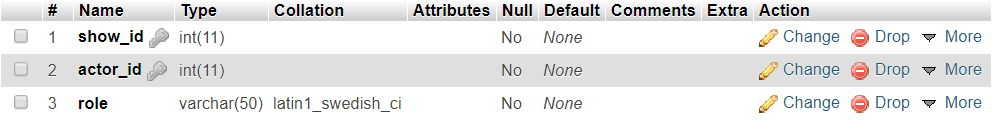 # Name Type Collation Attributes Null Default Comments Extra Action
1 show_id int(11) No None Change Drop More
2 actor_id int(11) No None Change Drop More
3 role varchar(50) latin1_swedish_ci No None Change Drop More